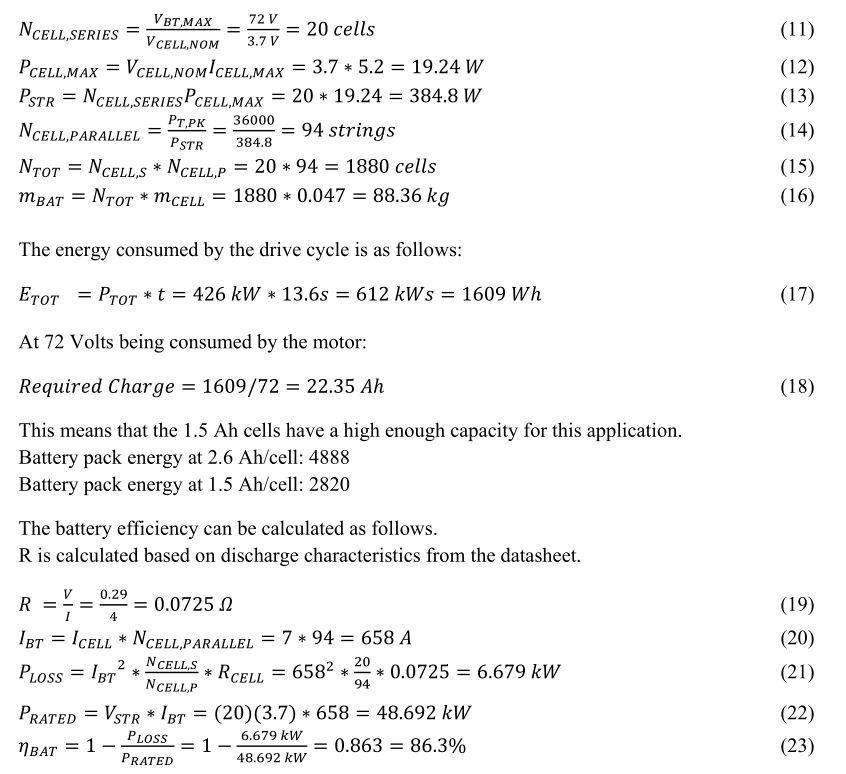 N_{CELL,SERIES} = \frac{V_{BT,MAX}}{V_{CELL,NOM}} = \frac{72 V}{3.7 V} = 20 cells (11)
P_{CELL,MAX} = V_{CELL,NOM}I_{CELL,MAX} = 3.7 * 5.2 = 19.24 W (12)
P_{STR} = N_{CELL,SERIES}P_{CELL,MAX} = 20 * 19.24 = 384.8 W (13)
N_{CELL,PARALLEL} = \frac{P_{T,PK}}{P_{STR}} = \frac{36000}{384.8} = 94 strings (14)
N_{TOT} = N_{CELL,S} * N_{CELL,P} = 20 * 94 = 1880 cells (15)
m_{BAT} = N_{TOT} * m_{CELL} = 1880 * 0.047 = 88.36 kg (16)
The energy consumed by the drive cycle is as follows:
E_{TOT} = P_{TOT} * t = 426 kW * 13.6s = 612 kWs = 1609 Wh (17)
At 72 Volts being consumed by the motor:
Required Charge = 1609/72 = 22.35 Ah (18)
This means that the 1.5 Ah cells have a high enough capacity for this application.
Battery pack energy at 2.6 Ah/cell: 4888
Battery pack energy at 1.5 Ah/cell: 2820
The battery efficiency can be calculated as follows.
R is calculated based on discharge characteristics from the datasheet.
R = \frac{V}{I} = \frac{0.29}{4} = 0.0725 Ω (19)
I_{BT} = I_{CELL} * N_{CELL,PARALLEL} = 7 * 94 = 658 A (20)
P_{LOSS} = I_{BT}^2 * \frac{N_{CELL,S}}{N_{CELL,P}} * R_{CELL} = 658^2 * \frac{20}{94} * 0.0725 = 6.679 kW (21)
P_{RATED} = V_{STR} * I_{BT} = (20)(3.7) * 658 = 48.692 kW (22)
η_{BAT} = 1 − \frac{P_{LOSS}}{P_{RATED}} = 1 − \frac{6.679 kW}{48.692 kW} = 0.863 = 86.3% (23)